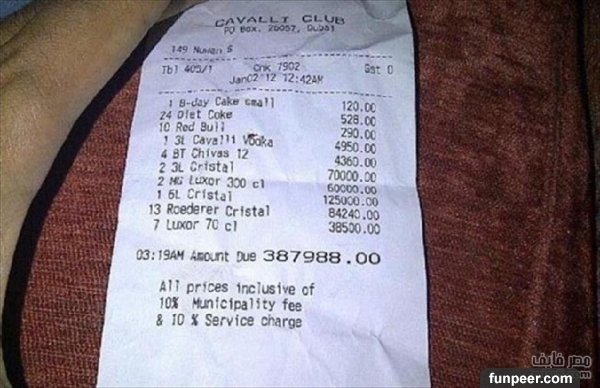 CAVALLI CLUB
PO Box. 26057, Dubai
149 Numan S
Tbl 405/1 Chk 7902 Gst 0
Jan02'12 12:42AM
1 B-day Cake small 120.00
24 Diet Coke 528.00
10 Red Bull 290.00
1 3L Cavalli Vodka 4950.00
4 BT Chivas 12 4360.00
2 3L Cristal 70000.00
2 MG Luxor 300 cl 60000.00
1 6L Cristal 125000.00
13 Roederer Cristal 84240.00
7 Luxor 70 cl 38500.00
03:19AM Amount Due 387988.00
All prices inclusive of
10% Municipality fee
& 10 % Service charge
مصر فايف
funpeer.com